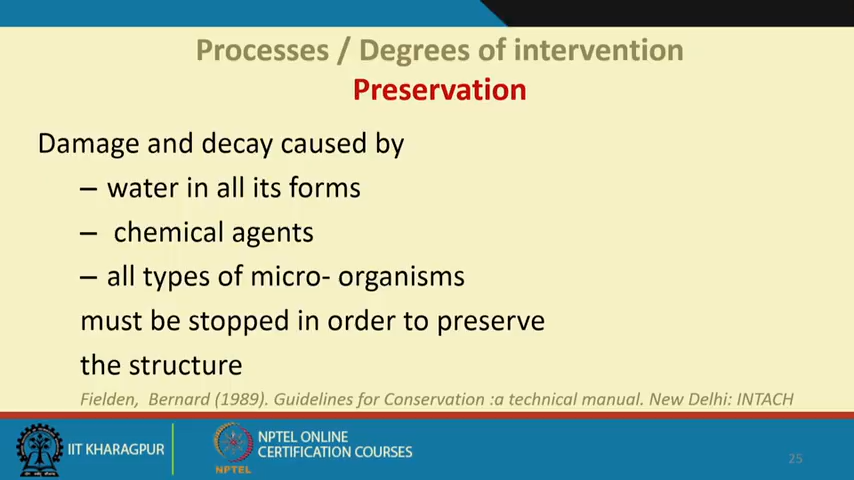 Processes / Degrees of intervention
Preservation
Damage and decay caused by
– water in all its forms
– chemical agents
– all types of micro- organisms
must be stopped in order to preserve
the structure
Fielden, Bernard (1989). Guidelines for Conservation :a technical manual. New Delhi: INTACH
IIT KHARAGPUR
NPTEL
NPTEL ONLINE
CERTIFICATION COURSES
25